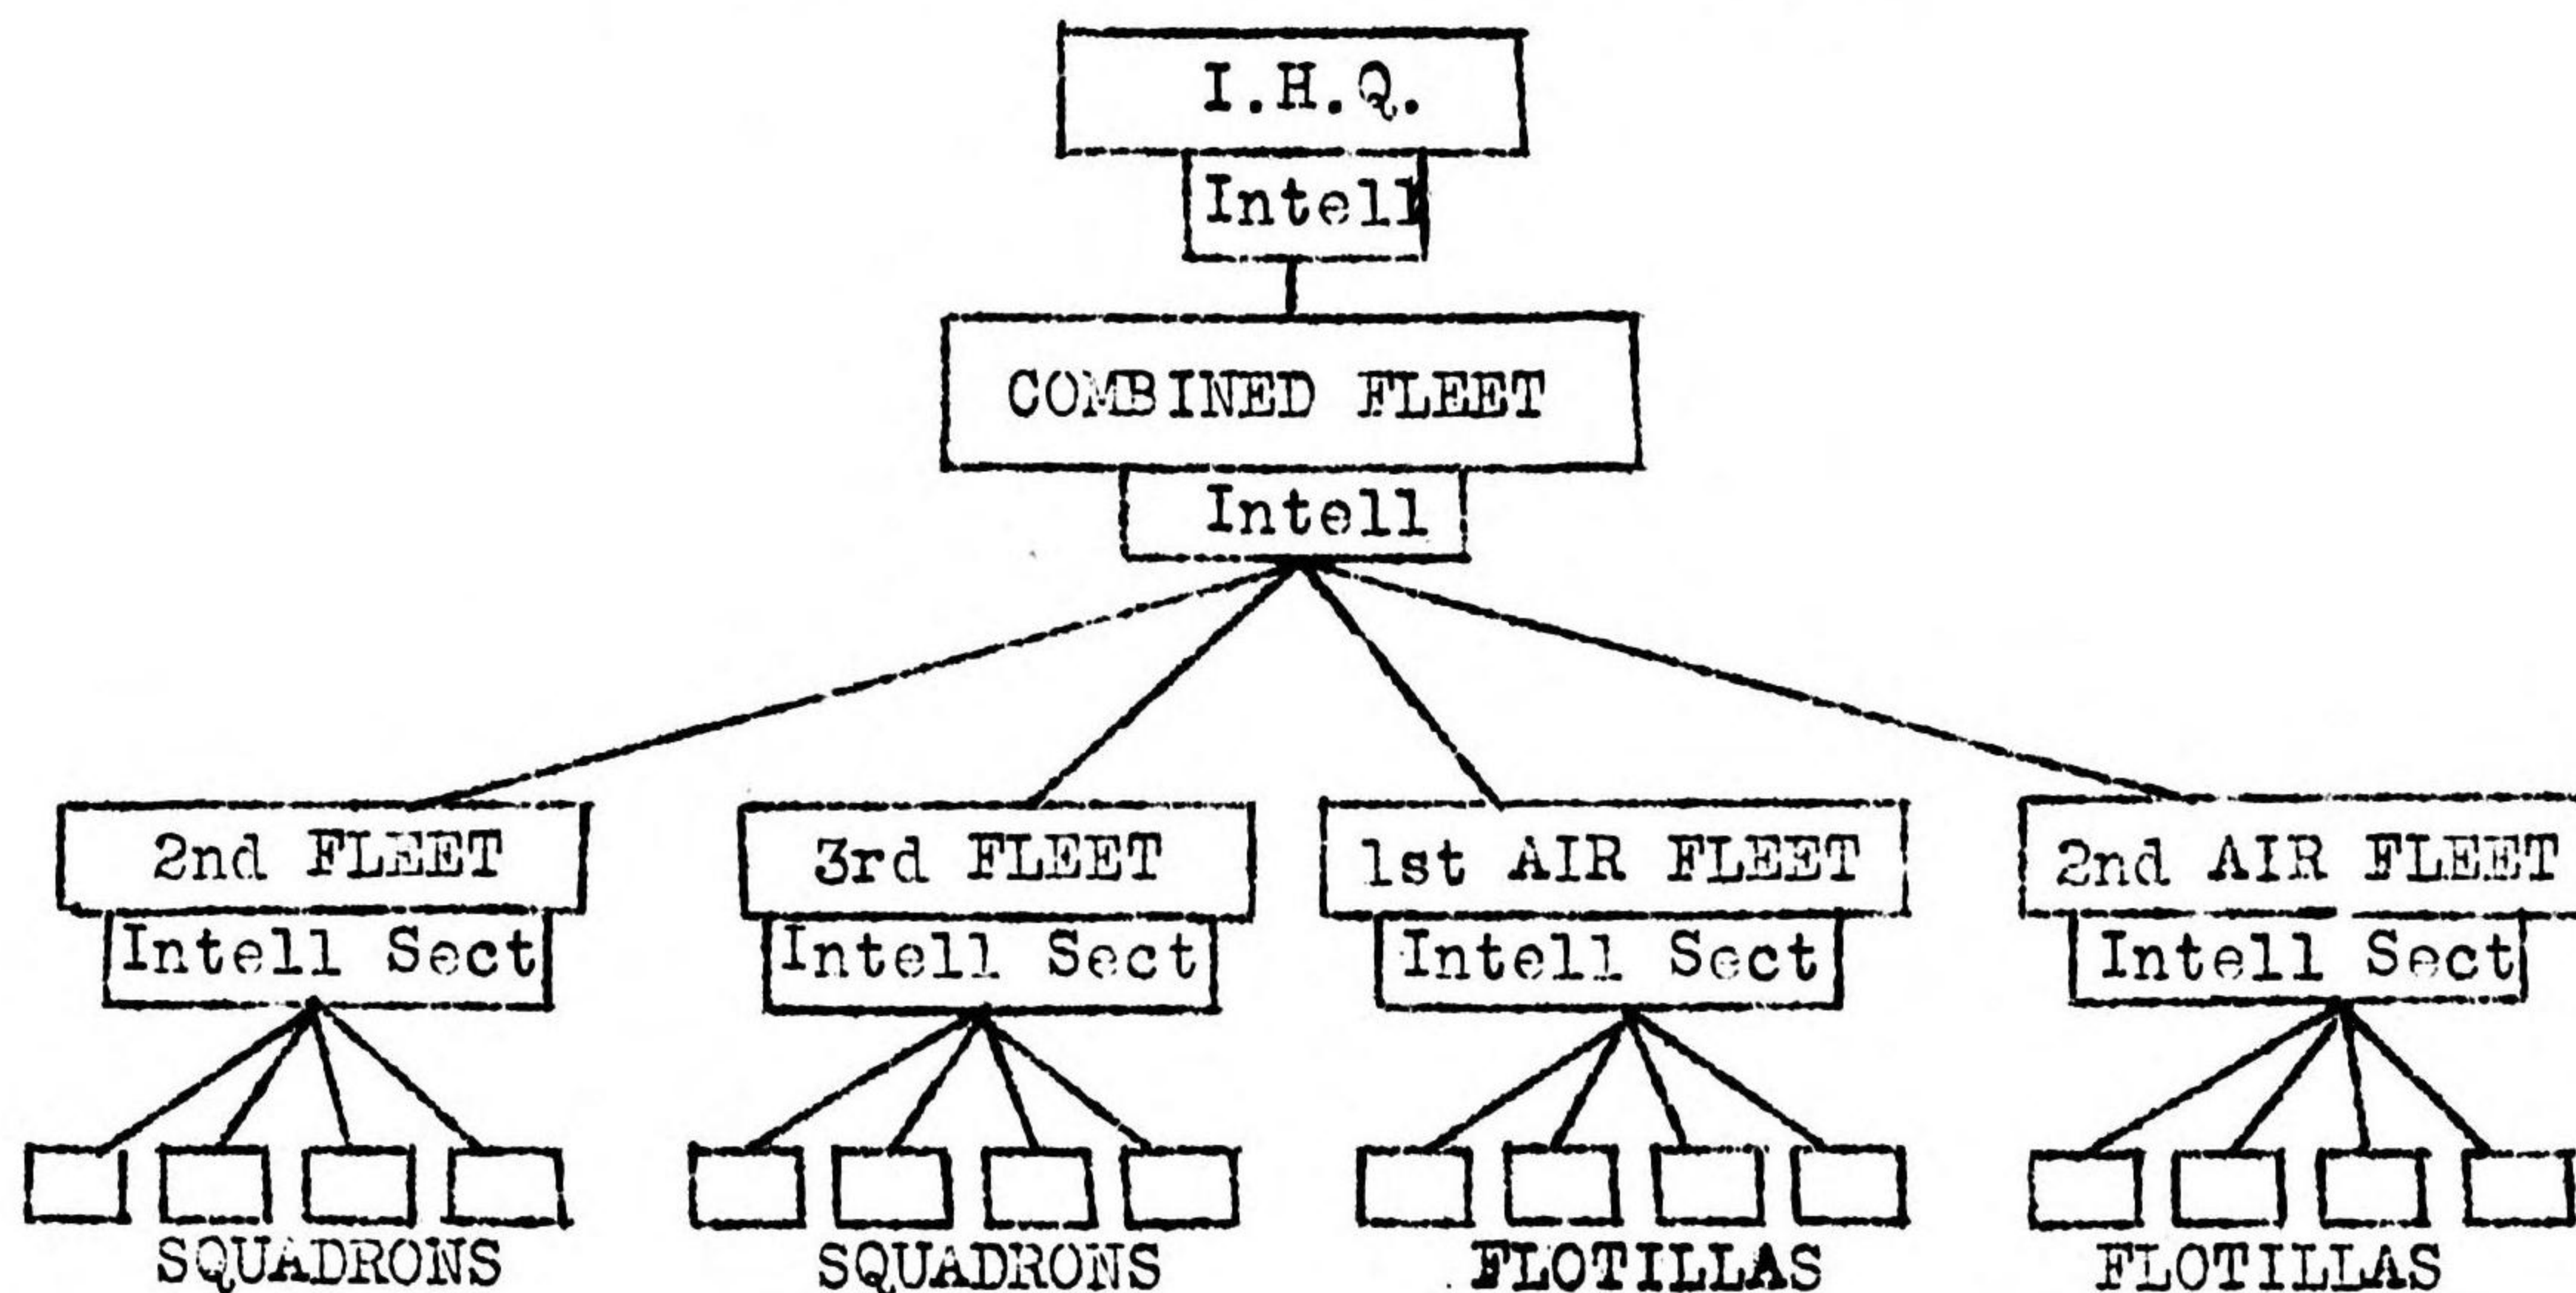 I.H.Q.
Intell
COMBINED FLEET
Intell
2nd FLEET
3rd FLEET
1st AIR FLEET
2nd AIR FLEET
Intell Sect
Intell Sect
Intell Sect
Intell Sect
SQUADRONS
SQUADRONS
FLOTILLAS
FLOTILLAS